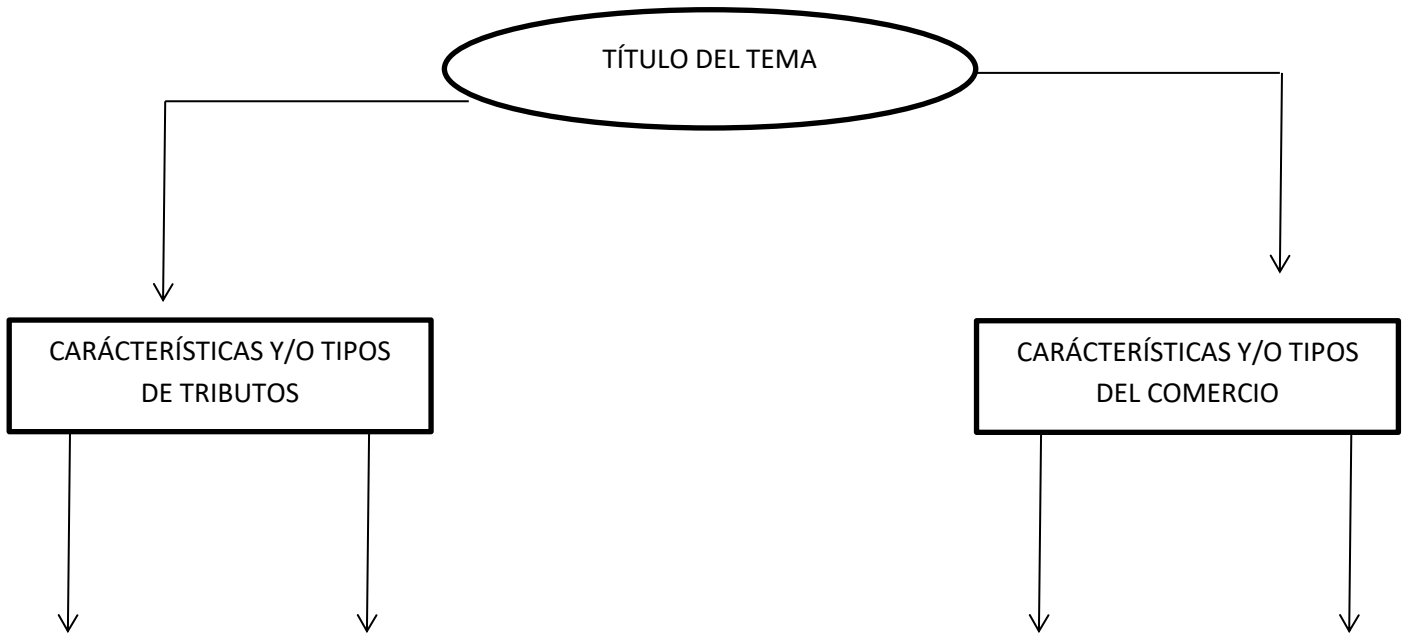 TÍTULO DEL TEMA
CARÁCTERÍSTICAS Y/O TIPOS
DE TRIBUTOS
CARÁCTERÍSTICAS Y/O TIPOS
DEL COMERCIO